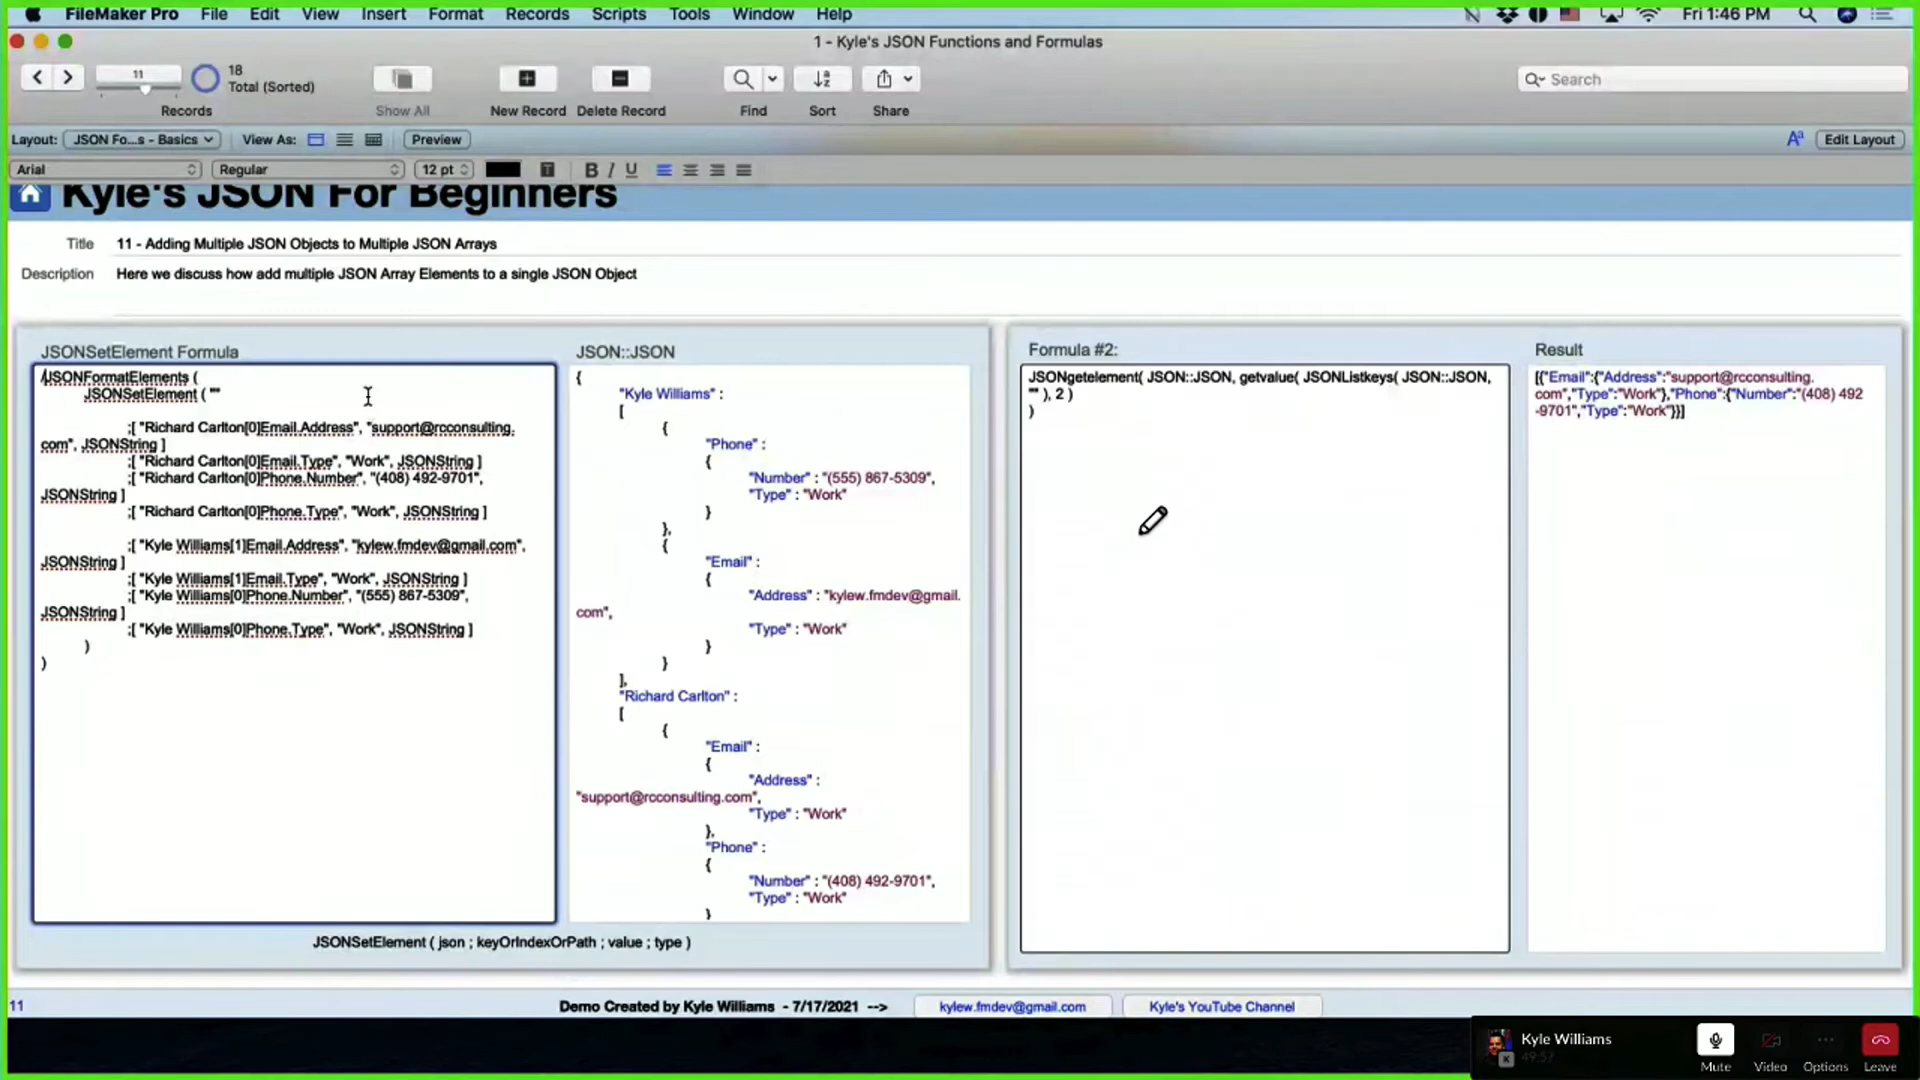 FileMaker Pro File Edit View Insert Format Records Scripts Tools Window Help Fri 1:46 PM
1 - Kyle's JSON Functions and Formulas
11 18
Total (Sorted)
Search
Records Show All New Record Delete Record Find Sort Share
Layout: JSON Fo...s - Basics View As: Preview Aª Edit Layout
Arial Regular 12 pt B I U
Kyle's JSON For Beginners
Title 11 - Adding Multiple JSON Objects to Multiple JSON Arrays
Description Here we discuss how add multiple JSON Array Elements to a single JSON Object
JSONSetElement Formula
/JSONFormatElements (
JSONSetElement ( ""
;[ "Richard Carlton[0]Email.Address", "support@rcconsulting.
com", JSONString ]
;[ "Richard Carlton[0]Email.Type", "Work", JSONString ]
;[ "Richard Carlton[0]Phone.Number", "(408) 492-9701",
JSONString ]
;[ "Richard Carlton[0]Phone.Type", "Work", JSONString ]
;[ "Kyle Williams[1]Email.Address", "kylew.fmdev@gmail.com",
JSONString ]
;[ "Kyle Williams[1]Email.Type", "Work", JSONString ]
;[ "Kyle Williams[0]Phone.Number", "(555) 867-5309",
JSONString ]
;[ "Kyle Williams[0]Phone.Type", "Work", JSONString ]
)
)
JSON::JSON
{
"Kyle Williams" :
[
{
"Phone" :
{
"Number" : "(555) 867-5309",
"Type" : "Work"
}
},
{
"Email" :
{
"Address" : "kylew.fmdev@gmail.
com",
"Type" : "Work"
}
}
],
"Richard Carlton" :
[
{
"Email" :
{
"Address" :
"support@rcconsulting.com",
"Type" : "Work"
},
"Phone" :
{
"Number" : "(408) 492-9701",
"Type" : "Work"
}
JSONSetElement ( json ; keyOrIndexOrPath ; value ; type )
Formula #2:
JSONgetelement( JSON::JSON, getvalue( JSONListkeys( JSON::JSON,
"" ), 2 )
)
Result
[{"Email":{"Address":"support@rcconsulting.
com","Type":"Work"},"Phone":{"Number":"(408) 492
-9701","Type":"Work"}}]
11 Demo Created by Kyle Williams - 7/17/2021 --> kylew.fmdev@gmail.com Kyle's YouTube Channel
Kyle Williams
K 49:57
Mute Video Options Leave